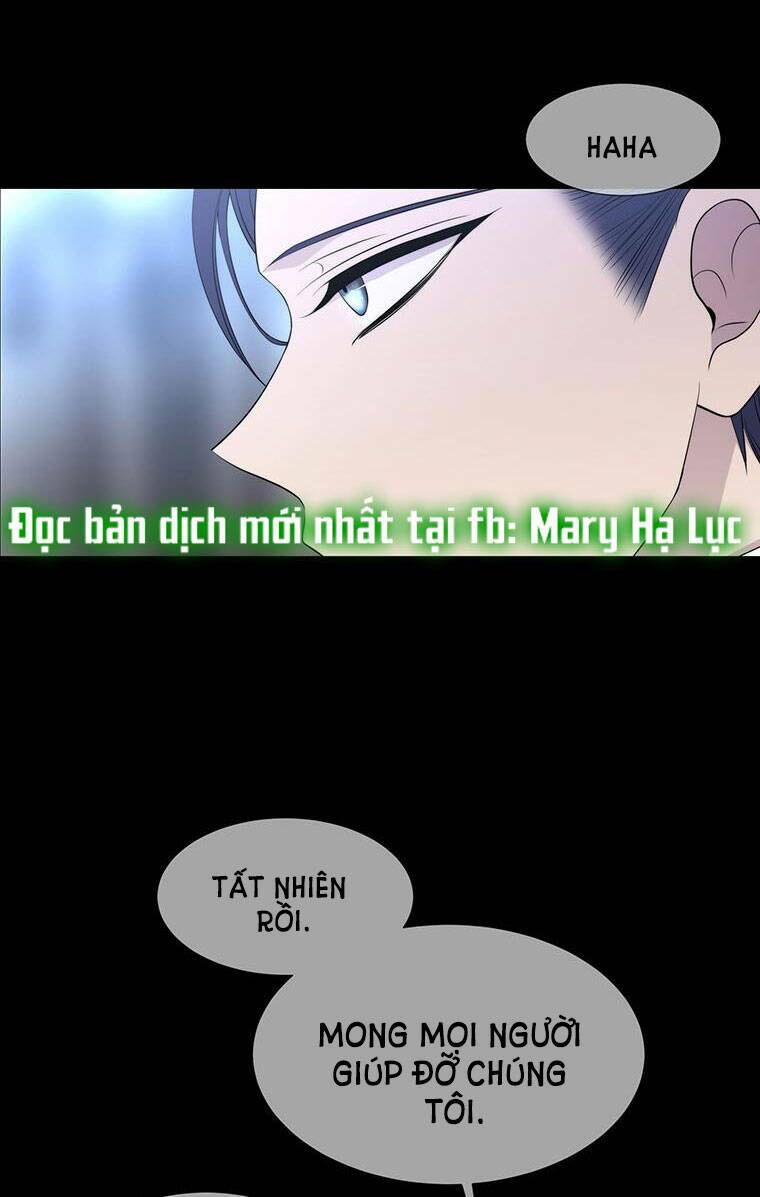 HAHA
Đọc bản dịch mới nhất tại fb: Mary Hạ Lục
TẤT NHIÊN
RỒI.
MONG MỌI NGƯỜI
GIÚP ĐỠ CHÚNG
TÔI.